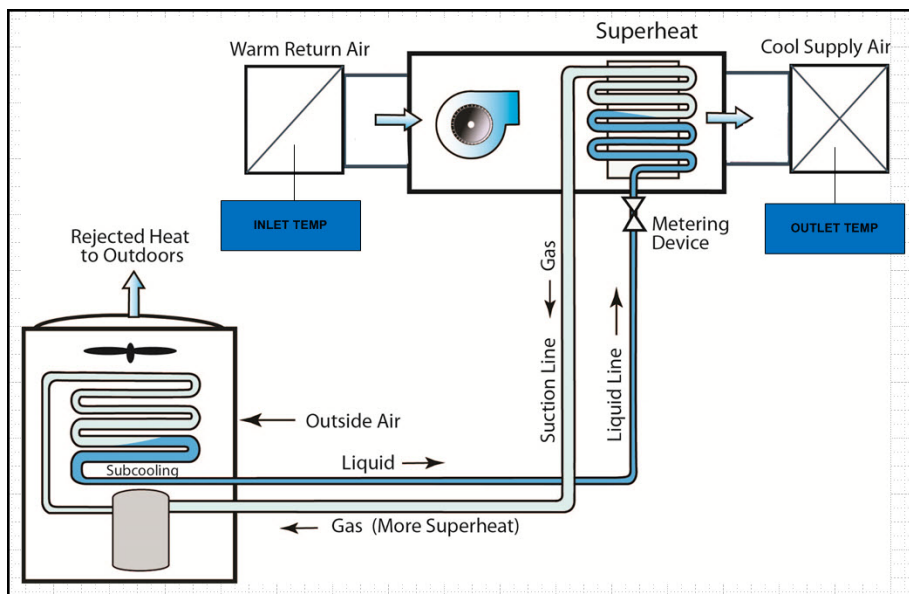 Superheat
Warm Return Air
Cool Supply Air
INLET TEMP
OUTLET TEMP
Metering
Device
Rejected Heat
to Outdoors
Gas
Suction Line
Liquid Line
Outside Air
Liquid
Subcooling
Gas (More Superheat)